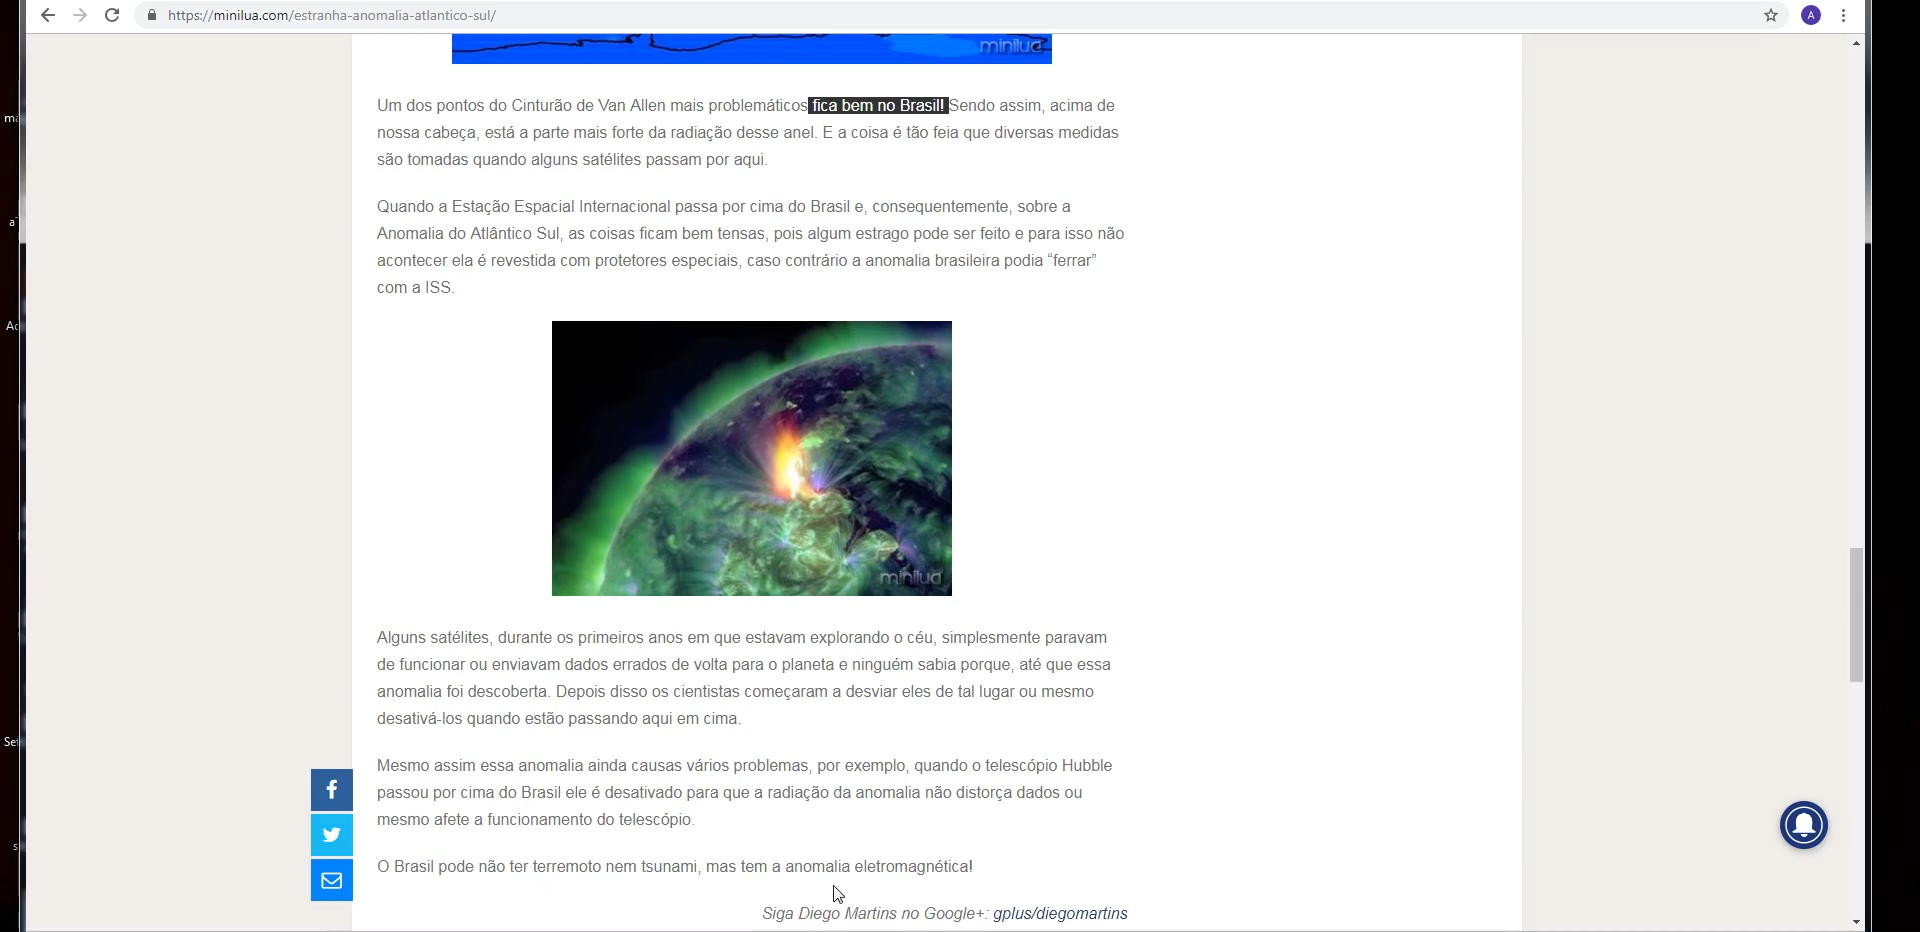 https://minilua.com/estranha-anomalia-atlantico-sul/
A
minilua
Um dos pontos do Cinturão de Van Allen mais problemáticos fica bem no Brasil! Sendo assim, acima de
nossa cabeça, está a parte mais forte da radiação desse anel. E a coisa é tão feia que diversas medidas
são tomadas quando alguns satélites passam por aqui.
Quando a Estação Espacial Internacional passa por cima do Brasil e, consequentemente, sobre a
Anomalia do Atlântico Sul, as coisas ficam bem tensas, pois algum estrago pode ser feito e para isso não
acontecer ela é revestida com protetores especiais, caso contrário a anomalia brasileira podia “ferrar”
com a ISS.
minilua
Alguns satélites, durante os primeiros anos em que estavam explorando o céu, simplesmente paravam
de funcionar ou enviavam dados errados de volta para o planeta e ninguém sabia porque, até que essa
anomalia foi descoberta. Depois disso os cientistas começaram a desviar eles de tal lugar ou mesmo
desativá-los quando estão passando aqui em cima.
Mesmo assim essa anomalia ainda causas vários problemas, por exemplo, quando o telescópio Hubble
passou por cima do Brasil ele é desativado para que a radiação da anomalia não distorça dados ou
mesmo afete a funcionamento do telescópio.
O Brasil pode não ter terremoto nem tsunami, mas tem a anomalia eletromagnética!
Siga Diego Martins no Google+: gplus/diegomartins